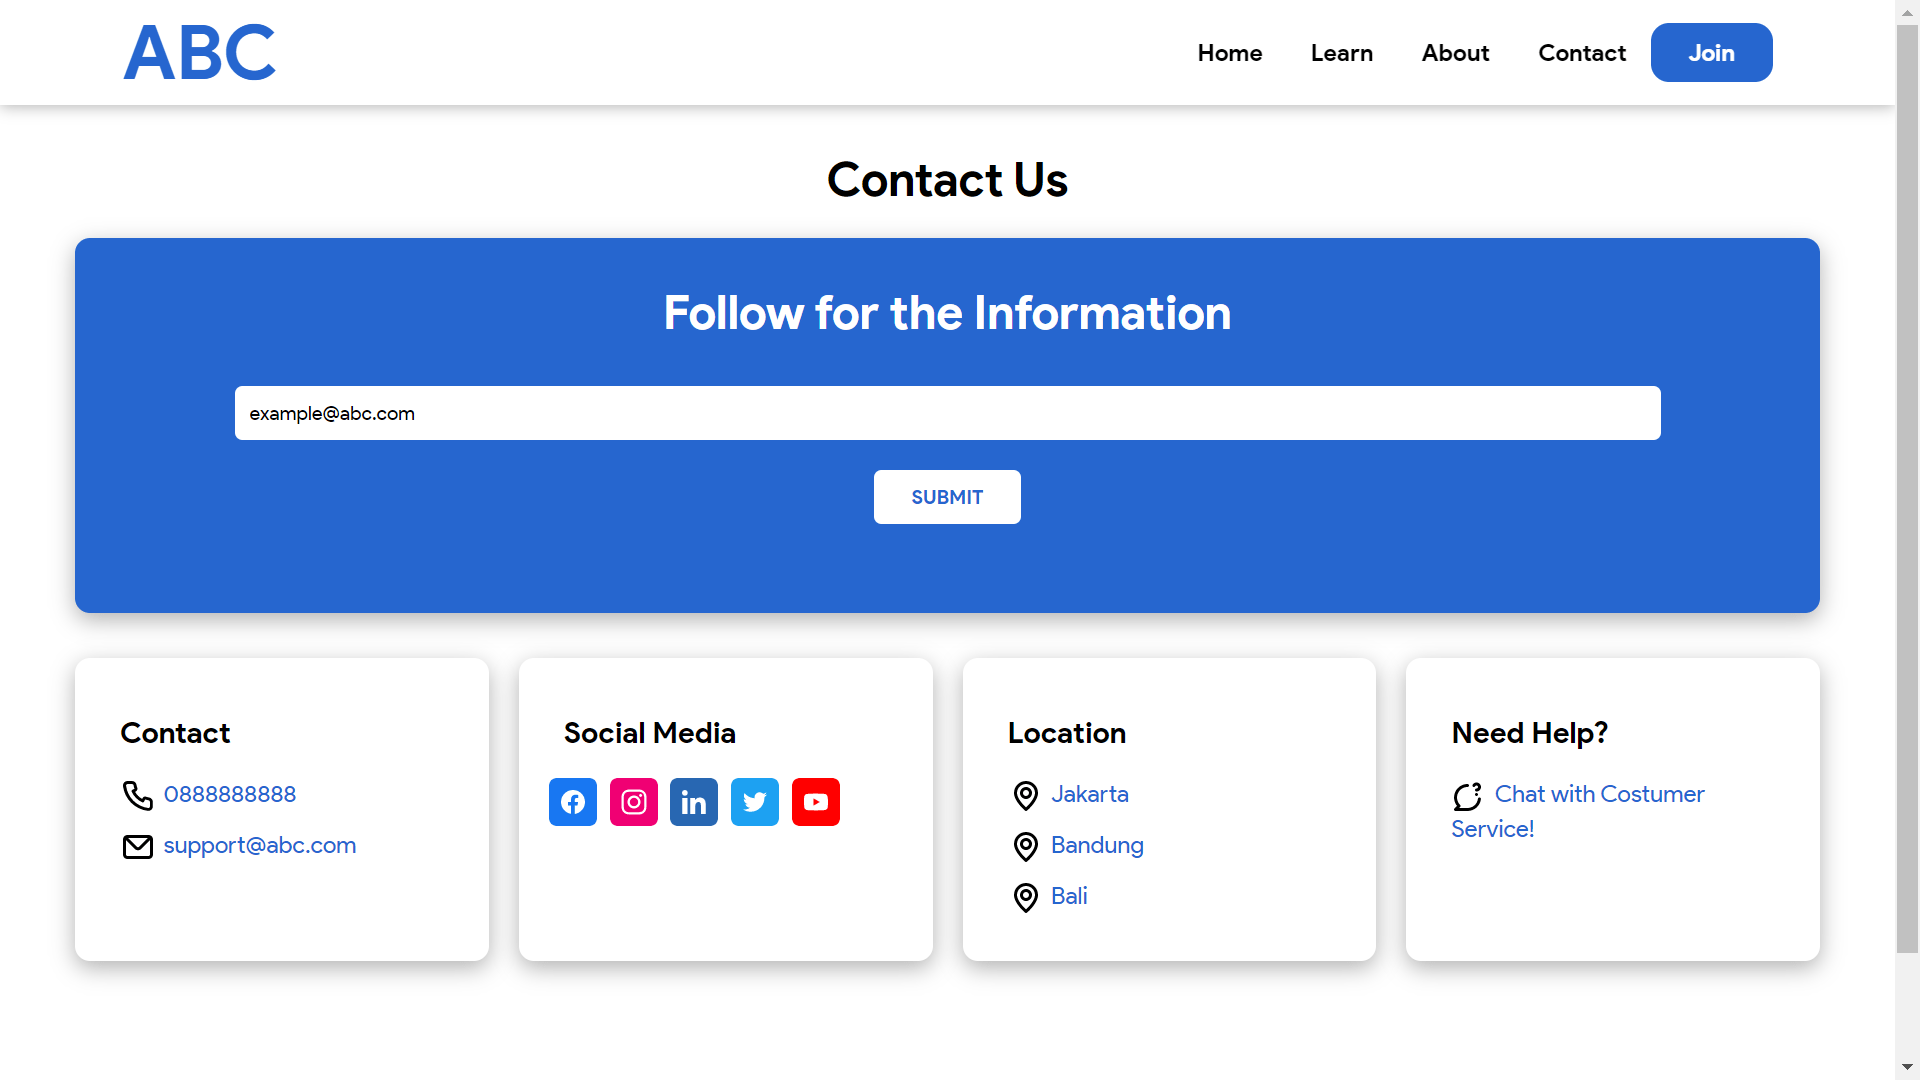 ABC
Home Learn About Contact Join
Contact Us
Follow for the Information
example@abc.com
SUBMIT
Contact
0888888888
support@abc.com
Social Media
Location
Jakarta
Bandung
Bali
Need Help?
Chat with Costumer
Service!